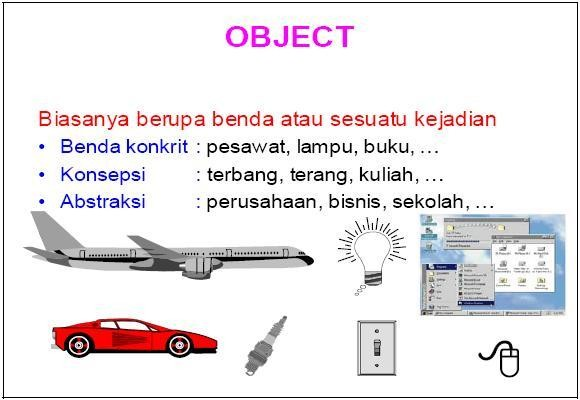 OBJECT
Biasanya berupa benda atau sesuatu kejadian
• Benda konkrit : pesawat, lampu, buku, …
• Konsepsi : terbang, terang, kuliah, …
• Abstraksi : perusahaan, bisnis, sekolah, …